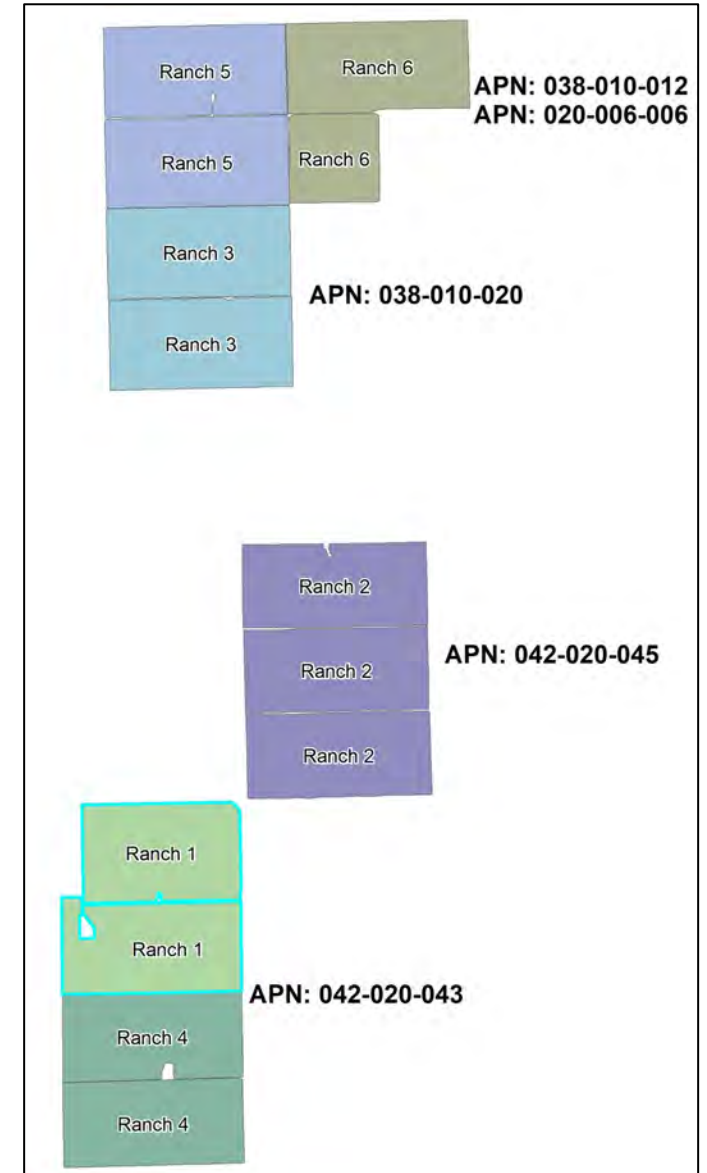 Ranch 5
Ranch 6
APN: 038-010-012
APN: 020-006-006
Ranch 5
Ranch 6
Ranch 3
APN: 038-010-020
Ranch 3
Ranch 2
Ranch 2
APN: 042-020-045
Ranch 2
Ranch 1
Ranch 1
APN: 042-020-043
Ranch 4
Ranch 4